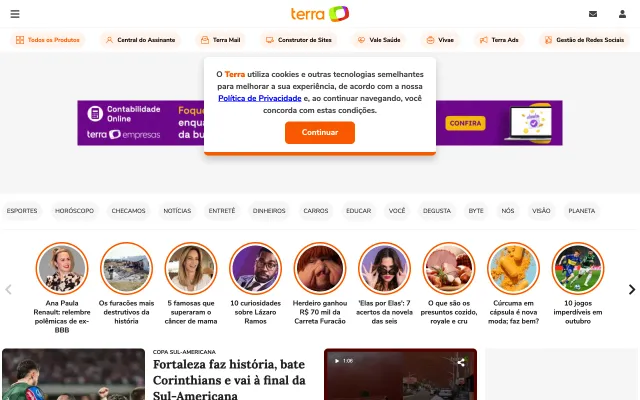 terra
Todos os Produtos
Central do Assinante
Terra Mail
Construtor de Sites
Vale Saúde
Vivae
Terra Ads
Gestão de Redes Sociais
O Terra utiliza cookies e outras tecnologias semelhantes
para melhorar a sua experiência, de acordo com a nossa
Política de Privacidade e, ao continuar navegando, você
concorda com estas condições.
Continuar
Contabilidade
Online
terra empresas
Foque
enqua
da bu
CONFIRA
ESPORTES
HORÓSCOPO
CHECAMOS
NOTÍCIAS
ENTRETÊ
DINHEIROS
CARROS
EDUCAR
VOCÊ
DEGUSTA
BYTE
NÓS
VISÃO
PLANETA
Ana Paula
Renault: relembre
polêmicas de ex-
BBB
Os furacões mais
destrutivos da
história
5 famosas que
superaram o
câncer de mama
10 curiosidades
sobre Lázaro
Ramos
Herdeiro ganhou
R$ 70 mil da
Carreta Furacão
'Elas por Elas': 7
acertos da novela
das seis
O que são os
presuntos cozido,
royale e cru
Cúrcuma em
cápsula é nova
moda; faz bem?
10 jogos
imperdíveis em
outubro
COPA SUL-AMERICANA
Fortaleza faz história, bate
Corinthians e vai à final da
Sul-Americana
1:06